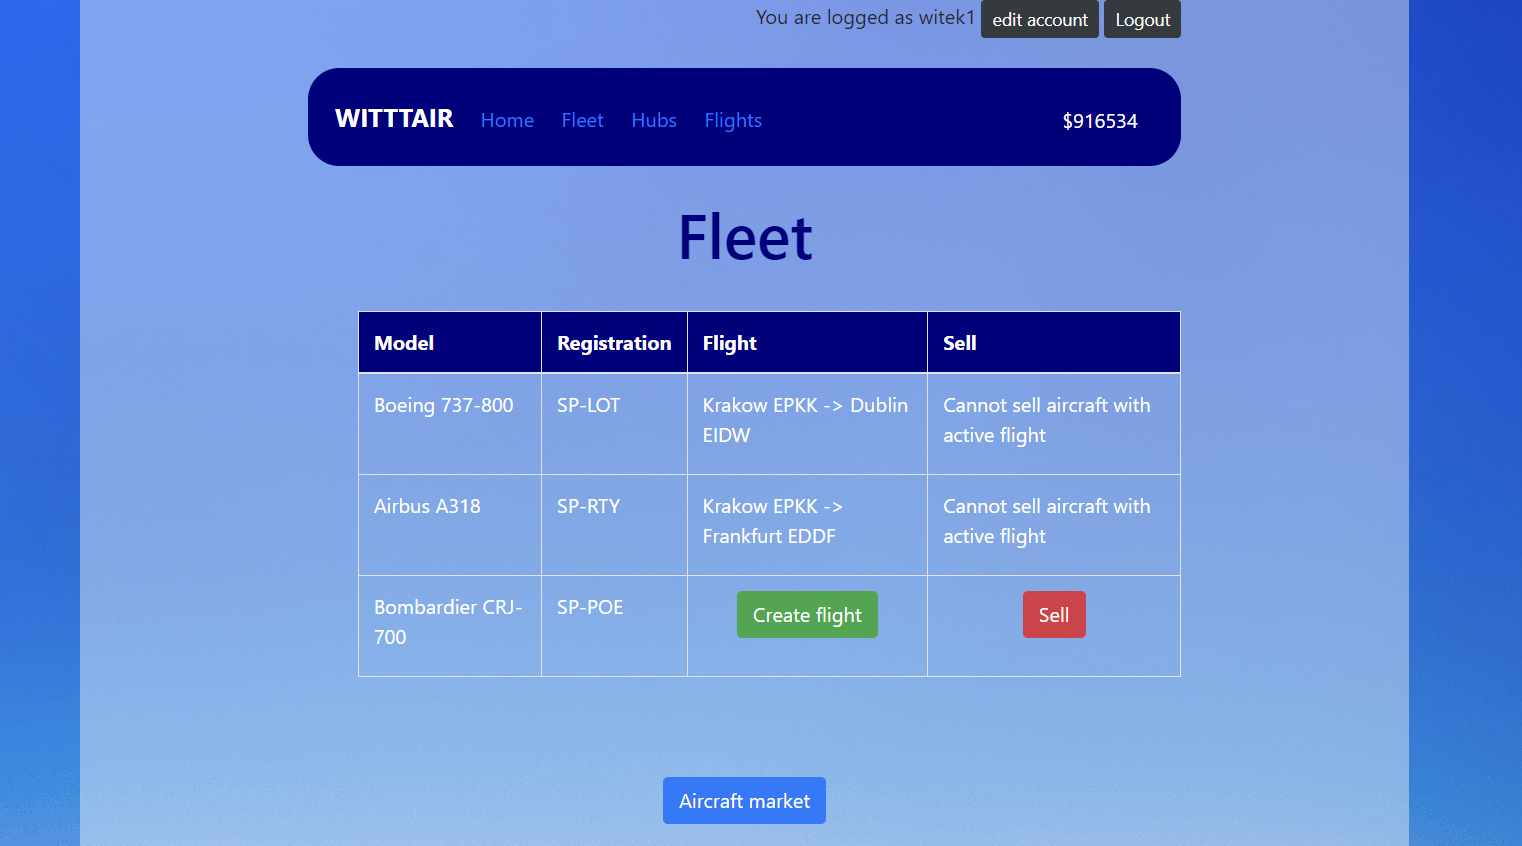 You are logged as witek1 edit account Logout
WITTTAIR Home Fleet Hubs Flights $916534
Fleet
Model Registration Flight Sell
Boeing 737-800 SP-LOT Krakow EPKK -> Dublin Cannot sell aircraft with
EIDW active flight
Airbus A318 SP-RTY Krakow EPKK -> Cannot sell aircraft with
Frankfurt EDDF active flight
Bombardier CRJ- SP-POE Create flight Sell
700
Aircraft market